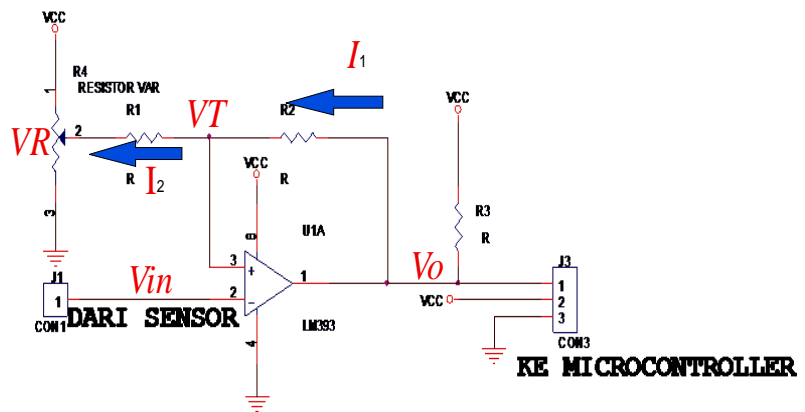 VCC
R4
RESISTOR VAR
1
2
3
VR
R1
R
I2
VT
I1
R2
R
VCC
VCC
8
U1A
3
+
2
-
1
4
LM393
R3
R
Vo
J1
1
CON1
Vin
DARI SENSOR
VCC
J3
1
2
3
CON3
KE MICROCONTROLLER